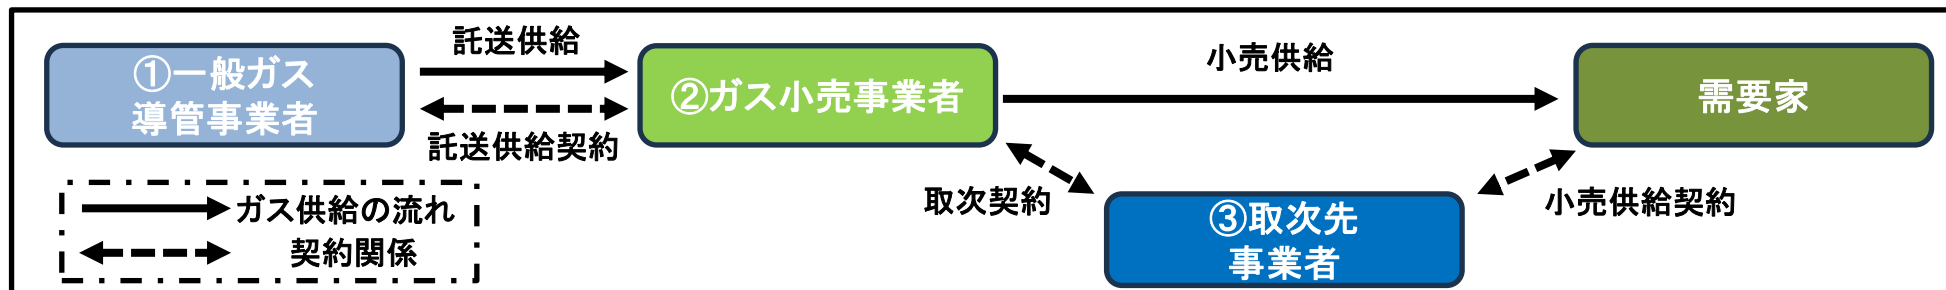 託送供給
①一般ガス
導管事業者
②ガス小売事業者
小売供給
需要家
託送供給契約
取次契約
③取次先
事業者
小売供給契約
ガス供給の流れ
契約関係